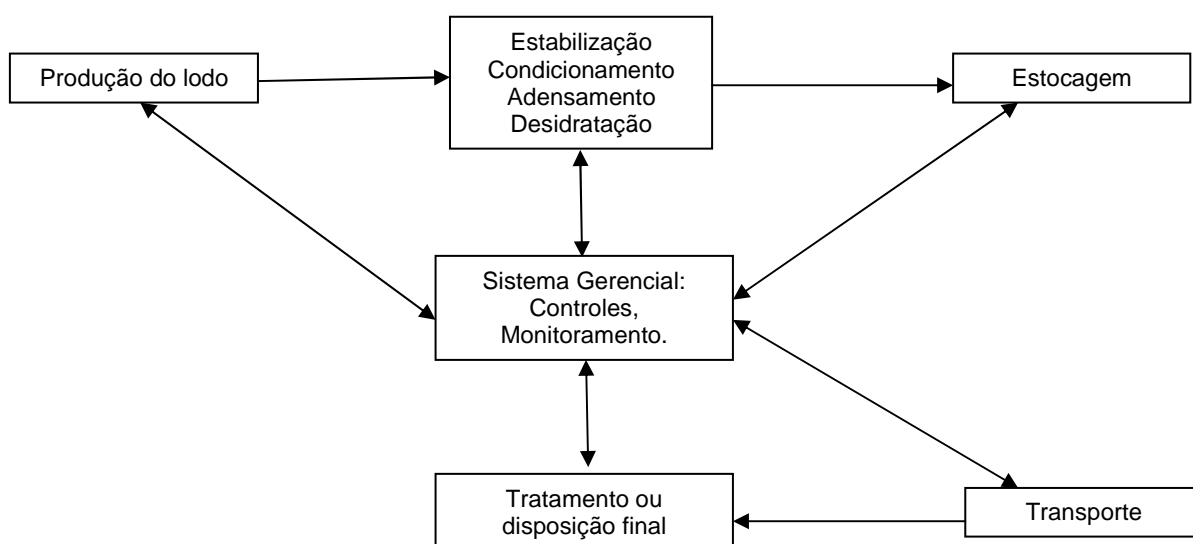 Produção do lodo
Estabilização
Condicionamento
Adensamento
Desidratação
Estocagem
Sistema Gerencial:
Controles,
Monitoramento.
Tratamento ou
disposição final
Transporte